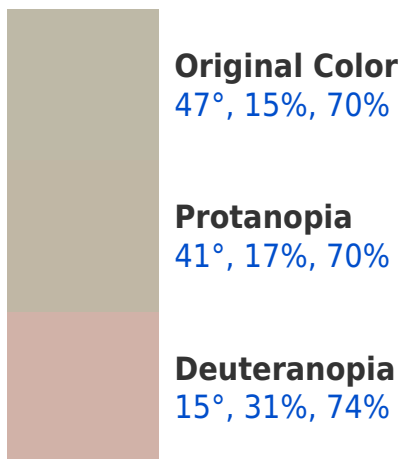 Original Color
47°, 15%, 70%
Protanopia
41°, 17%, 70%
Deuteranopia
15°, 31%, 74%